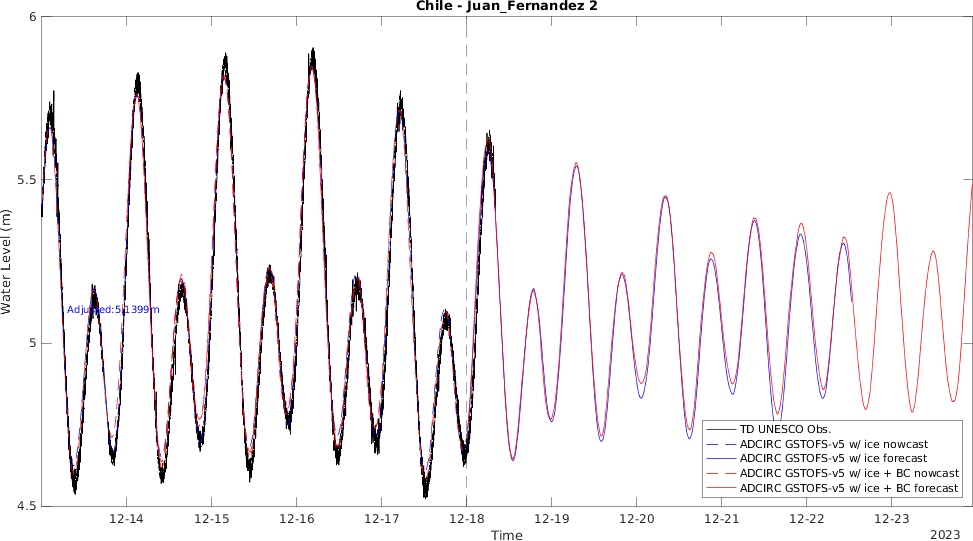 Chile - Juan_Fernandez 2
6
5.5
5
4.5
Water Level (m)
Adjusted:5.1399m
TD UNESCO Obs.
ADCIRC GSTOFS-v5 w/ ice nowcast
ADCIRC GSTOFS-v5 w/ ice forecast
ADCIRC GSTOFS-v5 w/ ice + BC nowcast
ADCIRC GSTOFS-v5 w/ ice + BC forecast
12-14 12-15 12-16 12-17 12-18 12-19 12-20 12-21 12-22 12-23
Time
2023